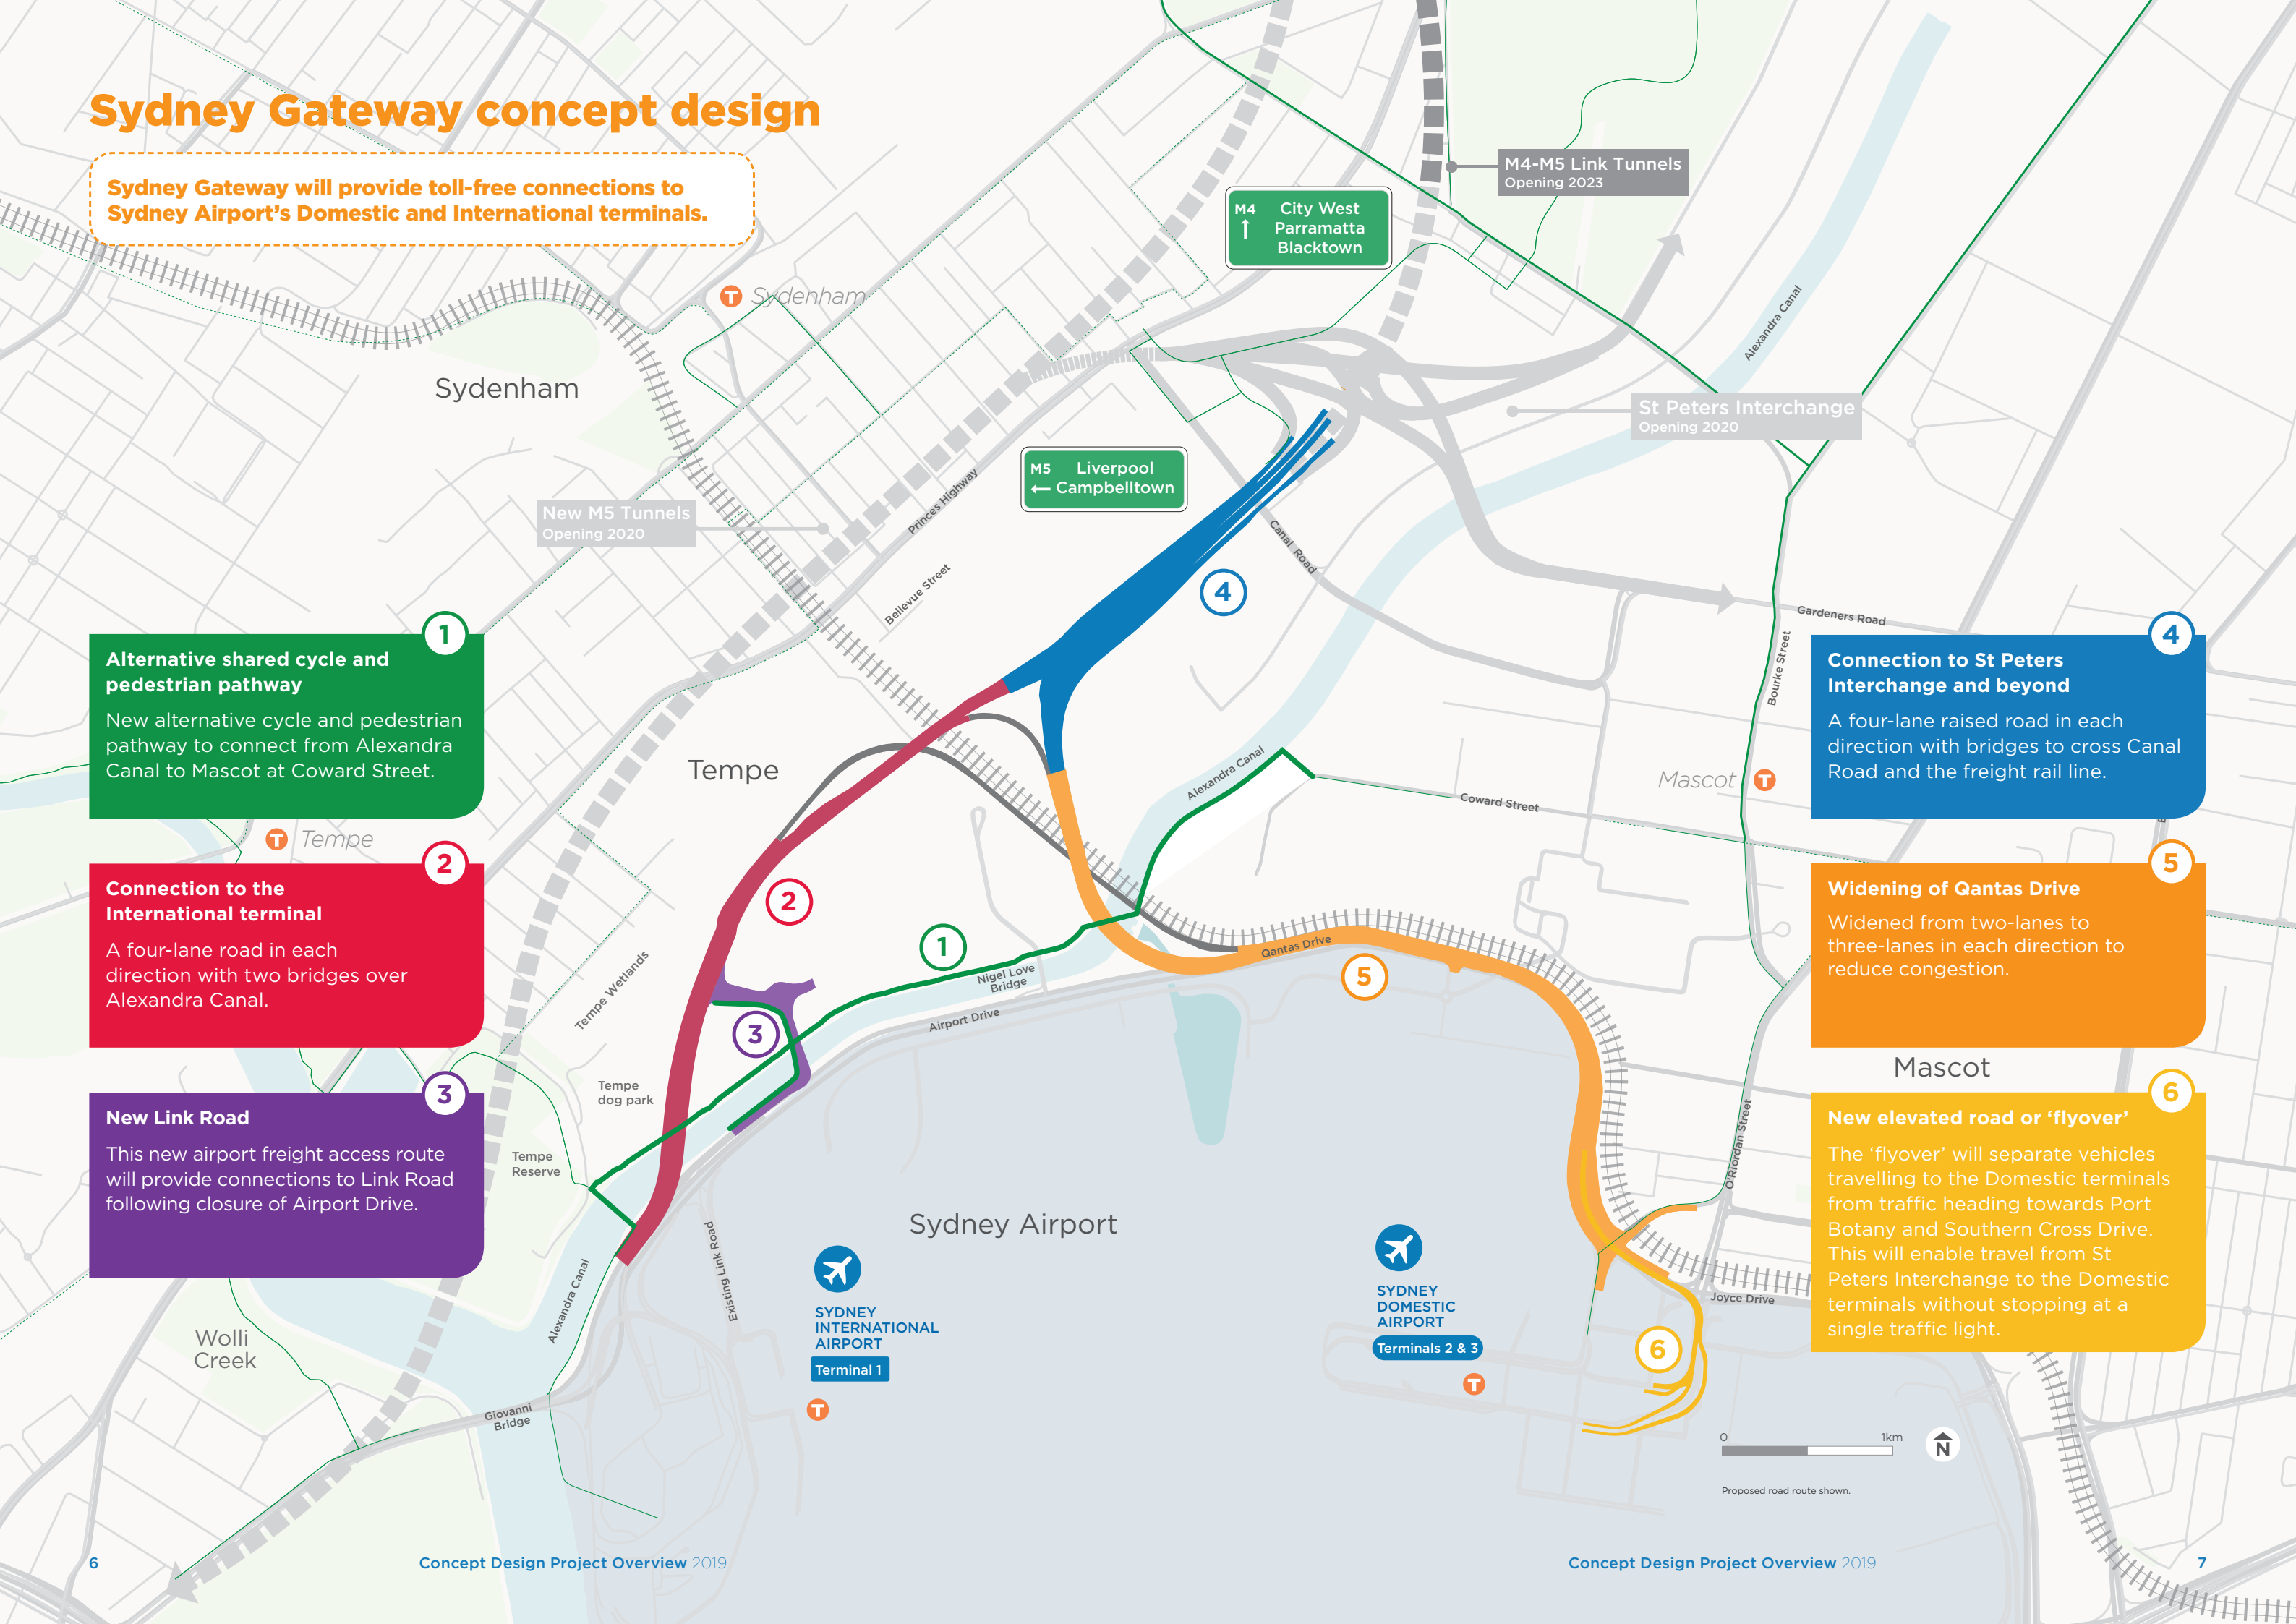 Sydney Gateway concept design
Sydney Gateway will provide toll-free connections to
Sydney Airport's Domestic and International terminals.
M4-M5 Link Tunnels
Opening 2023
M4
City West
Parramatta
Blacktown
Alexandra Canal
Sydenham
Sydenham
St Peters Interchange
Opening 2020
M5
Liverpool
Campbelltown
New M5 Tunnels
Opening 2020
Princes Highway
Bellevue Street
Canal Road
4
Gardeners Road
Bourke Street
1
Alternative shared cycle and
pedestrian pathway
New alternative cycle and pedestrian
pathway to connect from Alexandra
Canal to Mascot at Coward Street.
4
Connection to St Peters
Interchange and beyond
A four-lane raised road in each
direction with bridges to cross Canal
Road and the freight rail line.
Tempe
Alexandra Canal
Coward Street
Mascot
T
Tempe
2
Connection to the
International terminal
A four-lane road in each
direction with two bridges over
Alexandra Canal.
2
1
Nigel Love
Bridge
Airport Drive
Qantas Drive
5
5
Widening of Qantas Drive
Widened from two-lanes to
three-lanes in each direction to
reduce congestion.
Tempe Wetlands
3
Tempe
dog park
Mascot
3
New Link Road
This new airport freight access route
will provide connections to Link Road
following closure of Airport Drive.
Tempe
Reserve
O'Riordan Street
6
New elevated road or 'flyover'
The 'flyover' will separate vehicles
travelling to the Domestic terminals
from traffic heading towards Port
Botany and Southern Cross Drive.
This will enable travel from St
Peters Interchange to the Domestic
terminals without stopping at a
single traffic light.
Sydney Airport
Existing Link Road
Alexandra Canal
SYDNEY
INTERNATIONAL
AIRPORT
Terminal 1
T
SYDNEY
DOMESTIC
AIRPORT
Terminals 2 & 3
T
Joyce Drive
6
Wolli
Creek
Giovanni
Bridge
0
1km
N
Proposed road route shown.
6
Concept Design Project Overview 2019
Concept Design Project Overview 2019
7